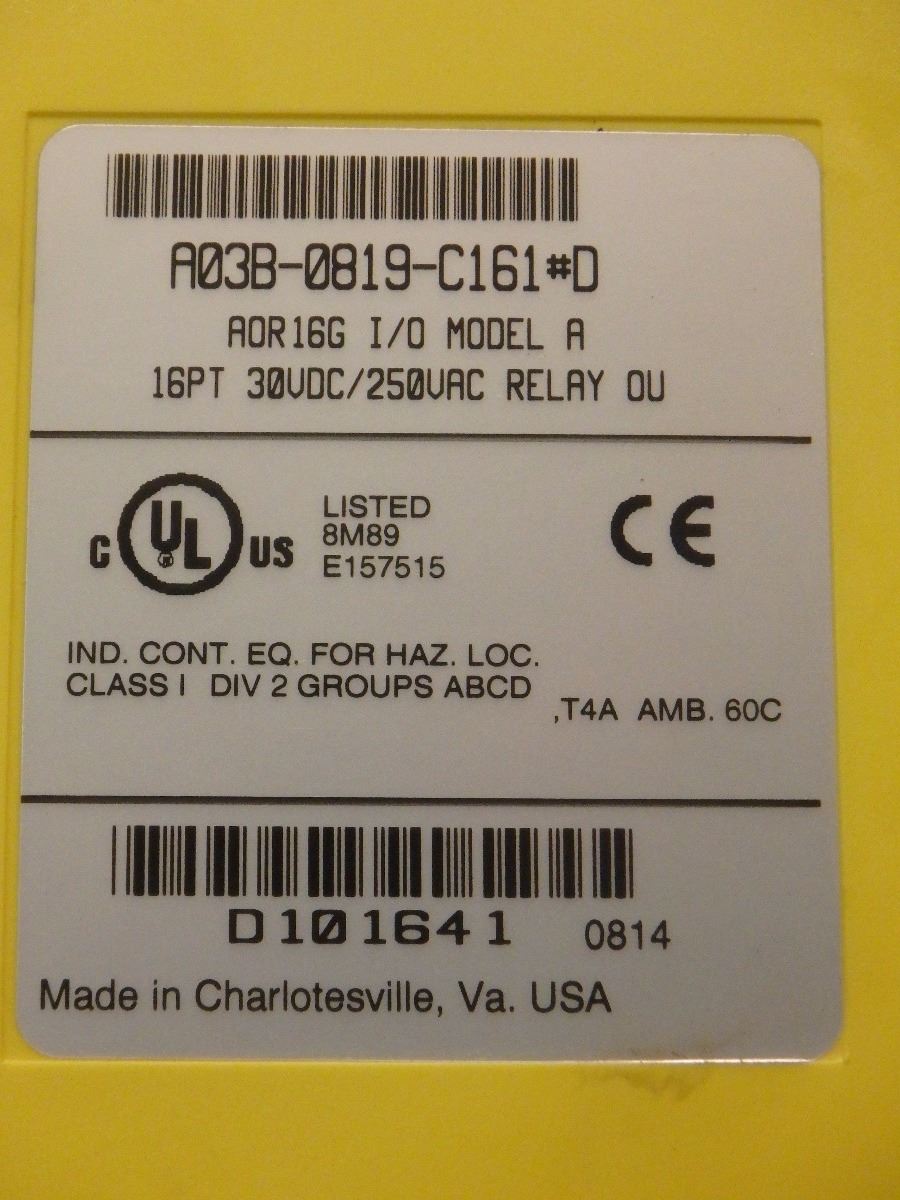 A03B-0819-C161#D
AOR16G I/O MODEL A
16PT 30VDC/250VAC RELAY OU
C UL US
LISTED
8M89
E157515
CE
IND. CONT. EQ. FOR HAZ. LOC.
CLASS I DIV 2 GROUPS ABCD
,T4A AMB. 60C
D101641 0814
Made in Charlotesville, Va. USA